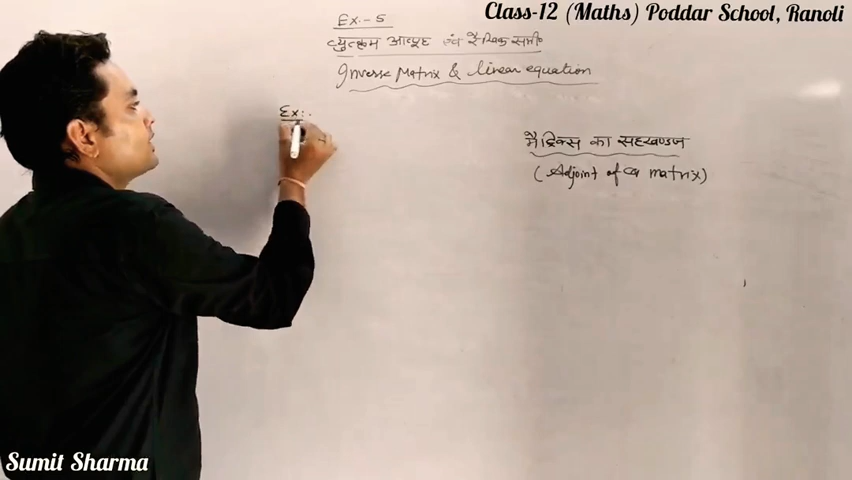 Class-12 (Maths) Poddar School, Ranoli
Ex:- 5
व्युत्क्रम आव्यूह एवं रैखिक समी०
Inverse Matrix & linear equation
Ex:-
मैट्रिक्स का सहखण्डज
(Adjoint of a matrix)
Sumit Sharma